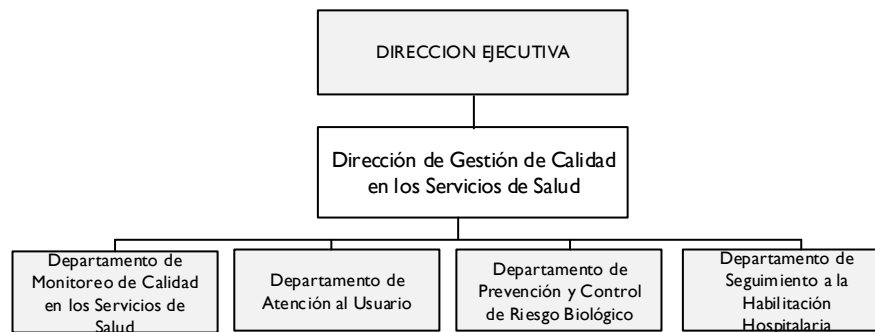 DIRECCION EJECUTIVA
Dirección de Gestión de Calidad
en los Servicios de Salud
Departamento de
Monitoreo de Calidad
en los Servicios de
Salud
Departamento de
Atención al Usuario
Departamento de
Prevención y Control
de Riesgo Biológico
Departamento de
Seguimiento a la
Habilitación
Hospitalaria